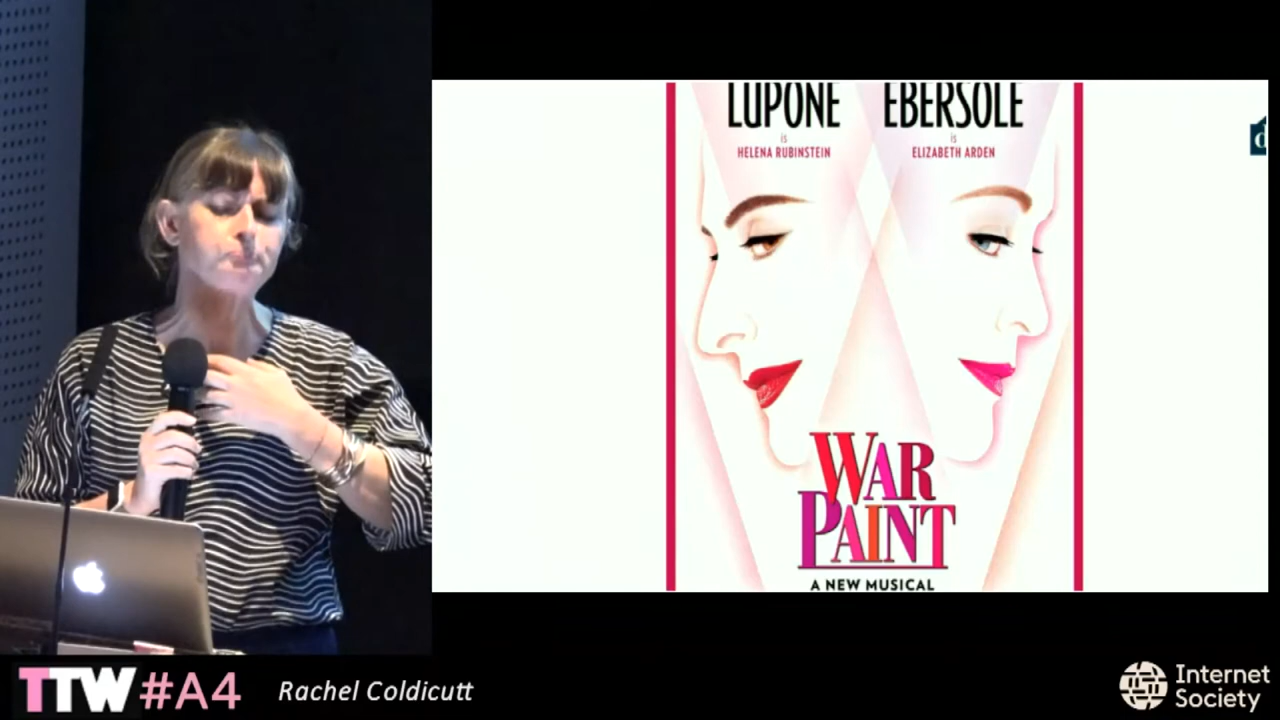 LUPONE EBERSOLE
is is
HELENA RUBINSTEIN ELIZABETH ARDEN
WAR
PAINT
A NEW MUSICAL
d
TTW #A4 Rachel Coldicutt
Internet
Society